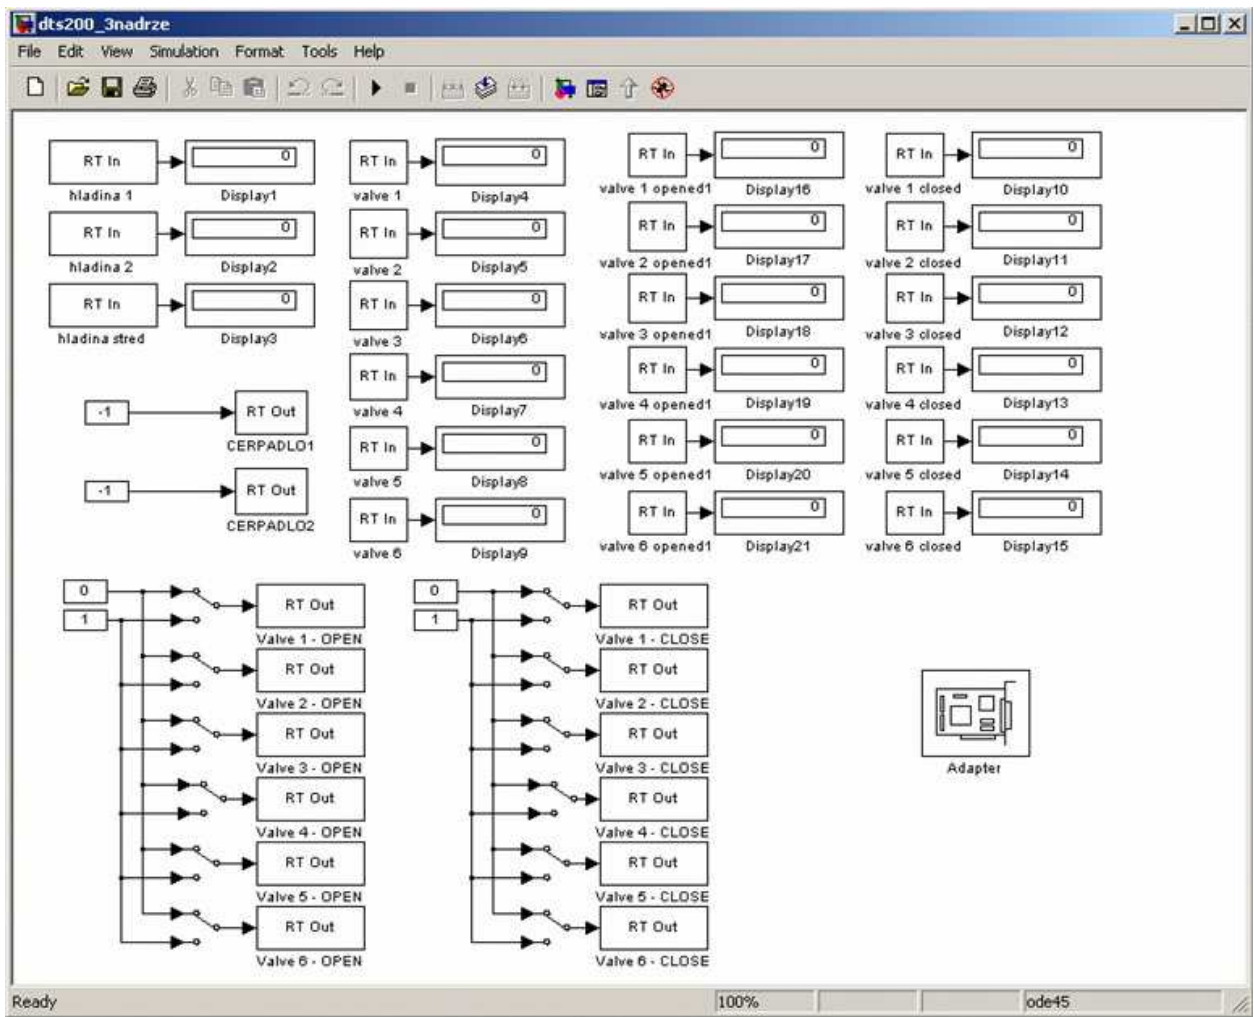 dts200_3nadrze
File Edit View Simulation Format Tools Help
RT In 0 RT In 0 RT In 0 RT In 0
hladina 1 Display1 valve 1 Display4 valve 1 opened1 Display16 valve 1 closed Display10
RT In 0 RT In 0 RT In 0 RT In 0
hladina 2 Display2 valve 2 Display5 valve 2 opened1 Display17 valve 2 closed Display11
RT In 0 RT In 0 RT In 0 RT In 0
hladina stred Display3 valve 3 Display6 valve 3 opened1 Display18 valve 3 closed Display12
RT In 0 RT In 0 RT In 0
valve 4 Display7 valve 4 opened1 Display19 valve 4 closed Display13
-1 RT Out
CERPADLO1
RT In 0 RT In 0 RT In 0
valve 5 Display8 valve 5 opened1 Display20 valve 5 closed Display14
-1 RT Out
CERPADLO2
RT In 0 RT In 0 RT In 0
valve 6 Display9 valve 6 opened1 Display21 valve 6 closed Display15
0 RT Out 0 RT Out
1 1
Valve 1 - OPEN Valve 1 - CLOSE
RT Out RT Out
Valve 2 - OPEN Valve 2 - CLOSE
RT Out RT Out
Valve 3 - OPEN Valve 3 - CLOSE
Adapter
RT Out RT Out
Valve 4 - OPEN Valve 4 - CLOSE
RT Out RT Out
Valve 5 - OPEN Valve 5 - CLOSE
RT Out RT Out
Valve 6 - OPEN Valve 6 - CLOSE
Ready 100% ode45